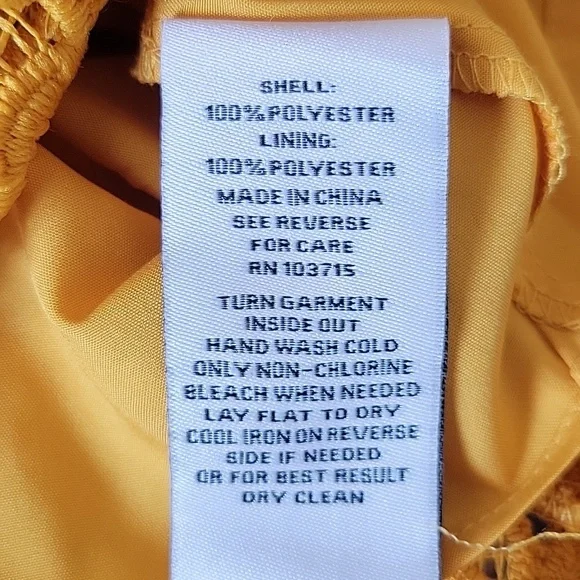 SHELL:
100% POLYESTER
LINING:
100% POLYESTER
MADE IN CHINA
SEE REVERSE
FOR CARE
RN 103715
TURN GARMENT
INSIDE OUT
HAND WASH COLD
ONLY NON-CHLORINE
BLEACH WHEN NEEDED
LAY FLAT TO DRY
COOL IRON ON REVERSE
SIDE IF NEEDED
OR FOR BEST RESULT
DRY CLEAN